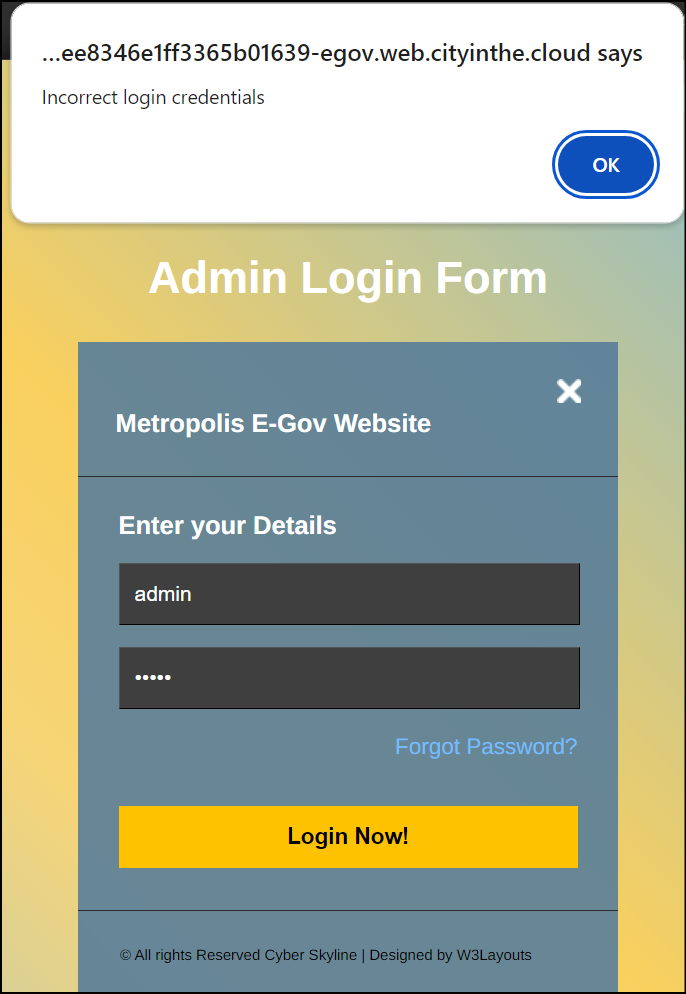 ...ee8346e1ff3365b01639-egov.web.cityinthe.cloud says
Incorrect login credentials
OK
Admin Login Form
Metropolis E-Gov Website
Enter your Details
admin
•••••
Forgot Password?
Login Now!
© All rights Reserved Cyber Skyline | Designed by W3Layouts